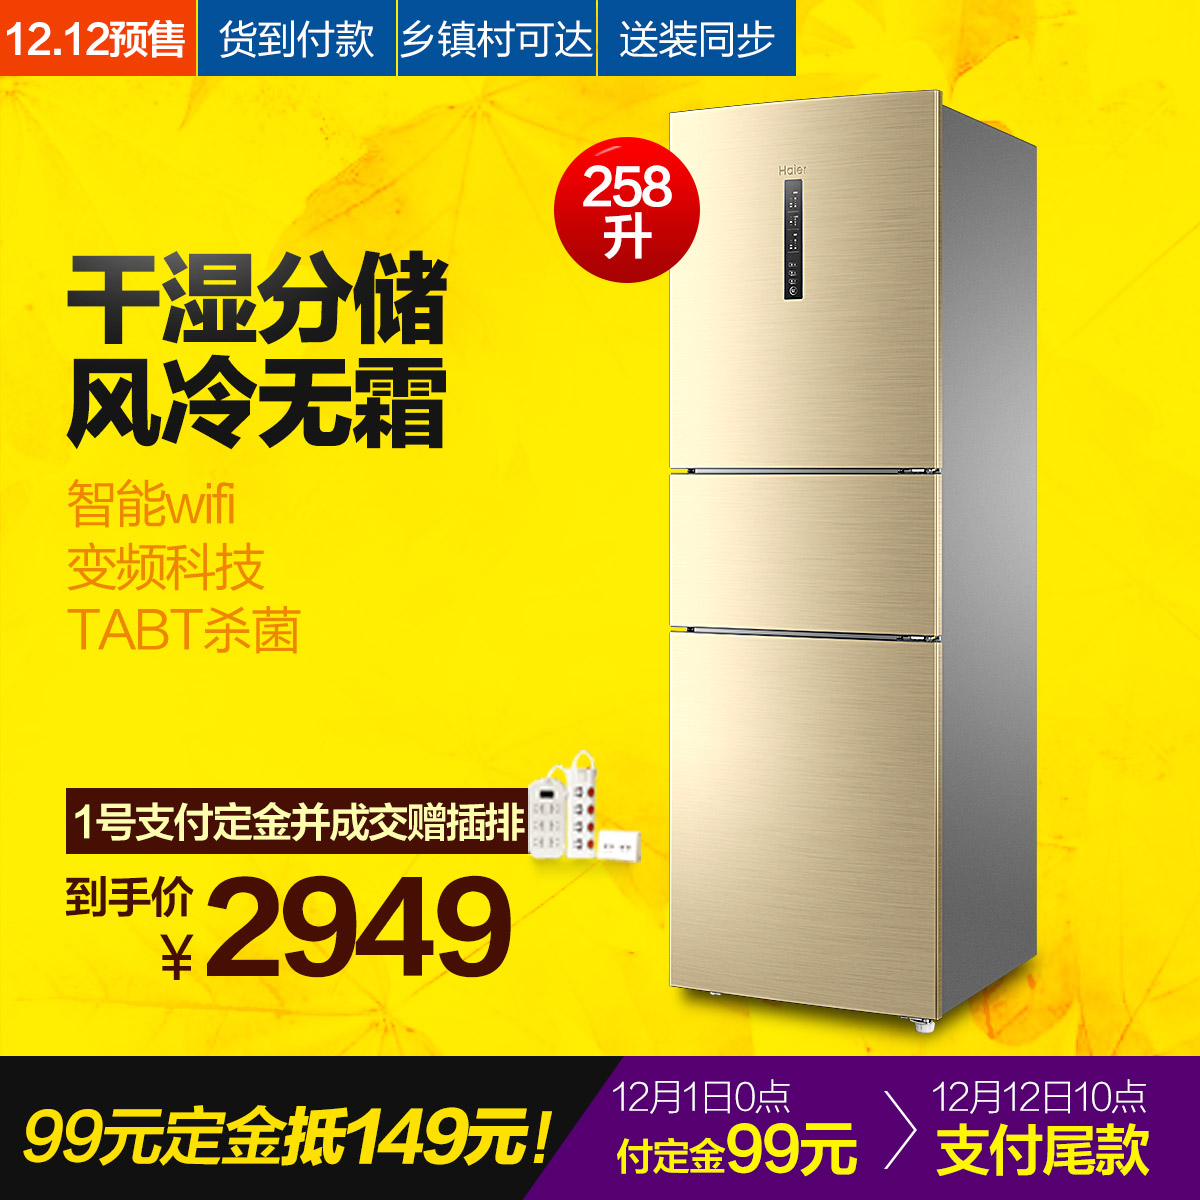 12.12预售
货到付款
乡镇村可达
送装同步
Haier
258
升
干湿分储
风冷无霜
智能wifi
变频科技
TABT杀菌
1号支付定金并成交赠插排
到手价
¥2949
99元定金抵149元!
12月1日0点
付定金99元
12月12日10点
支付尾款